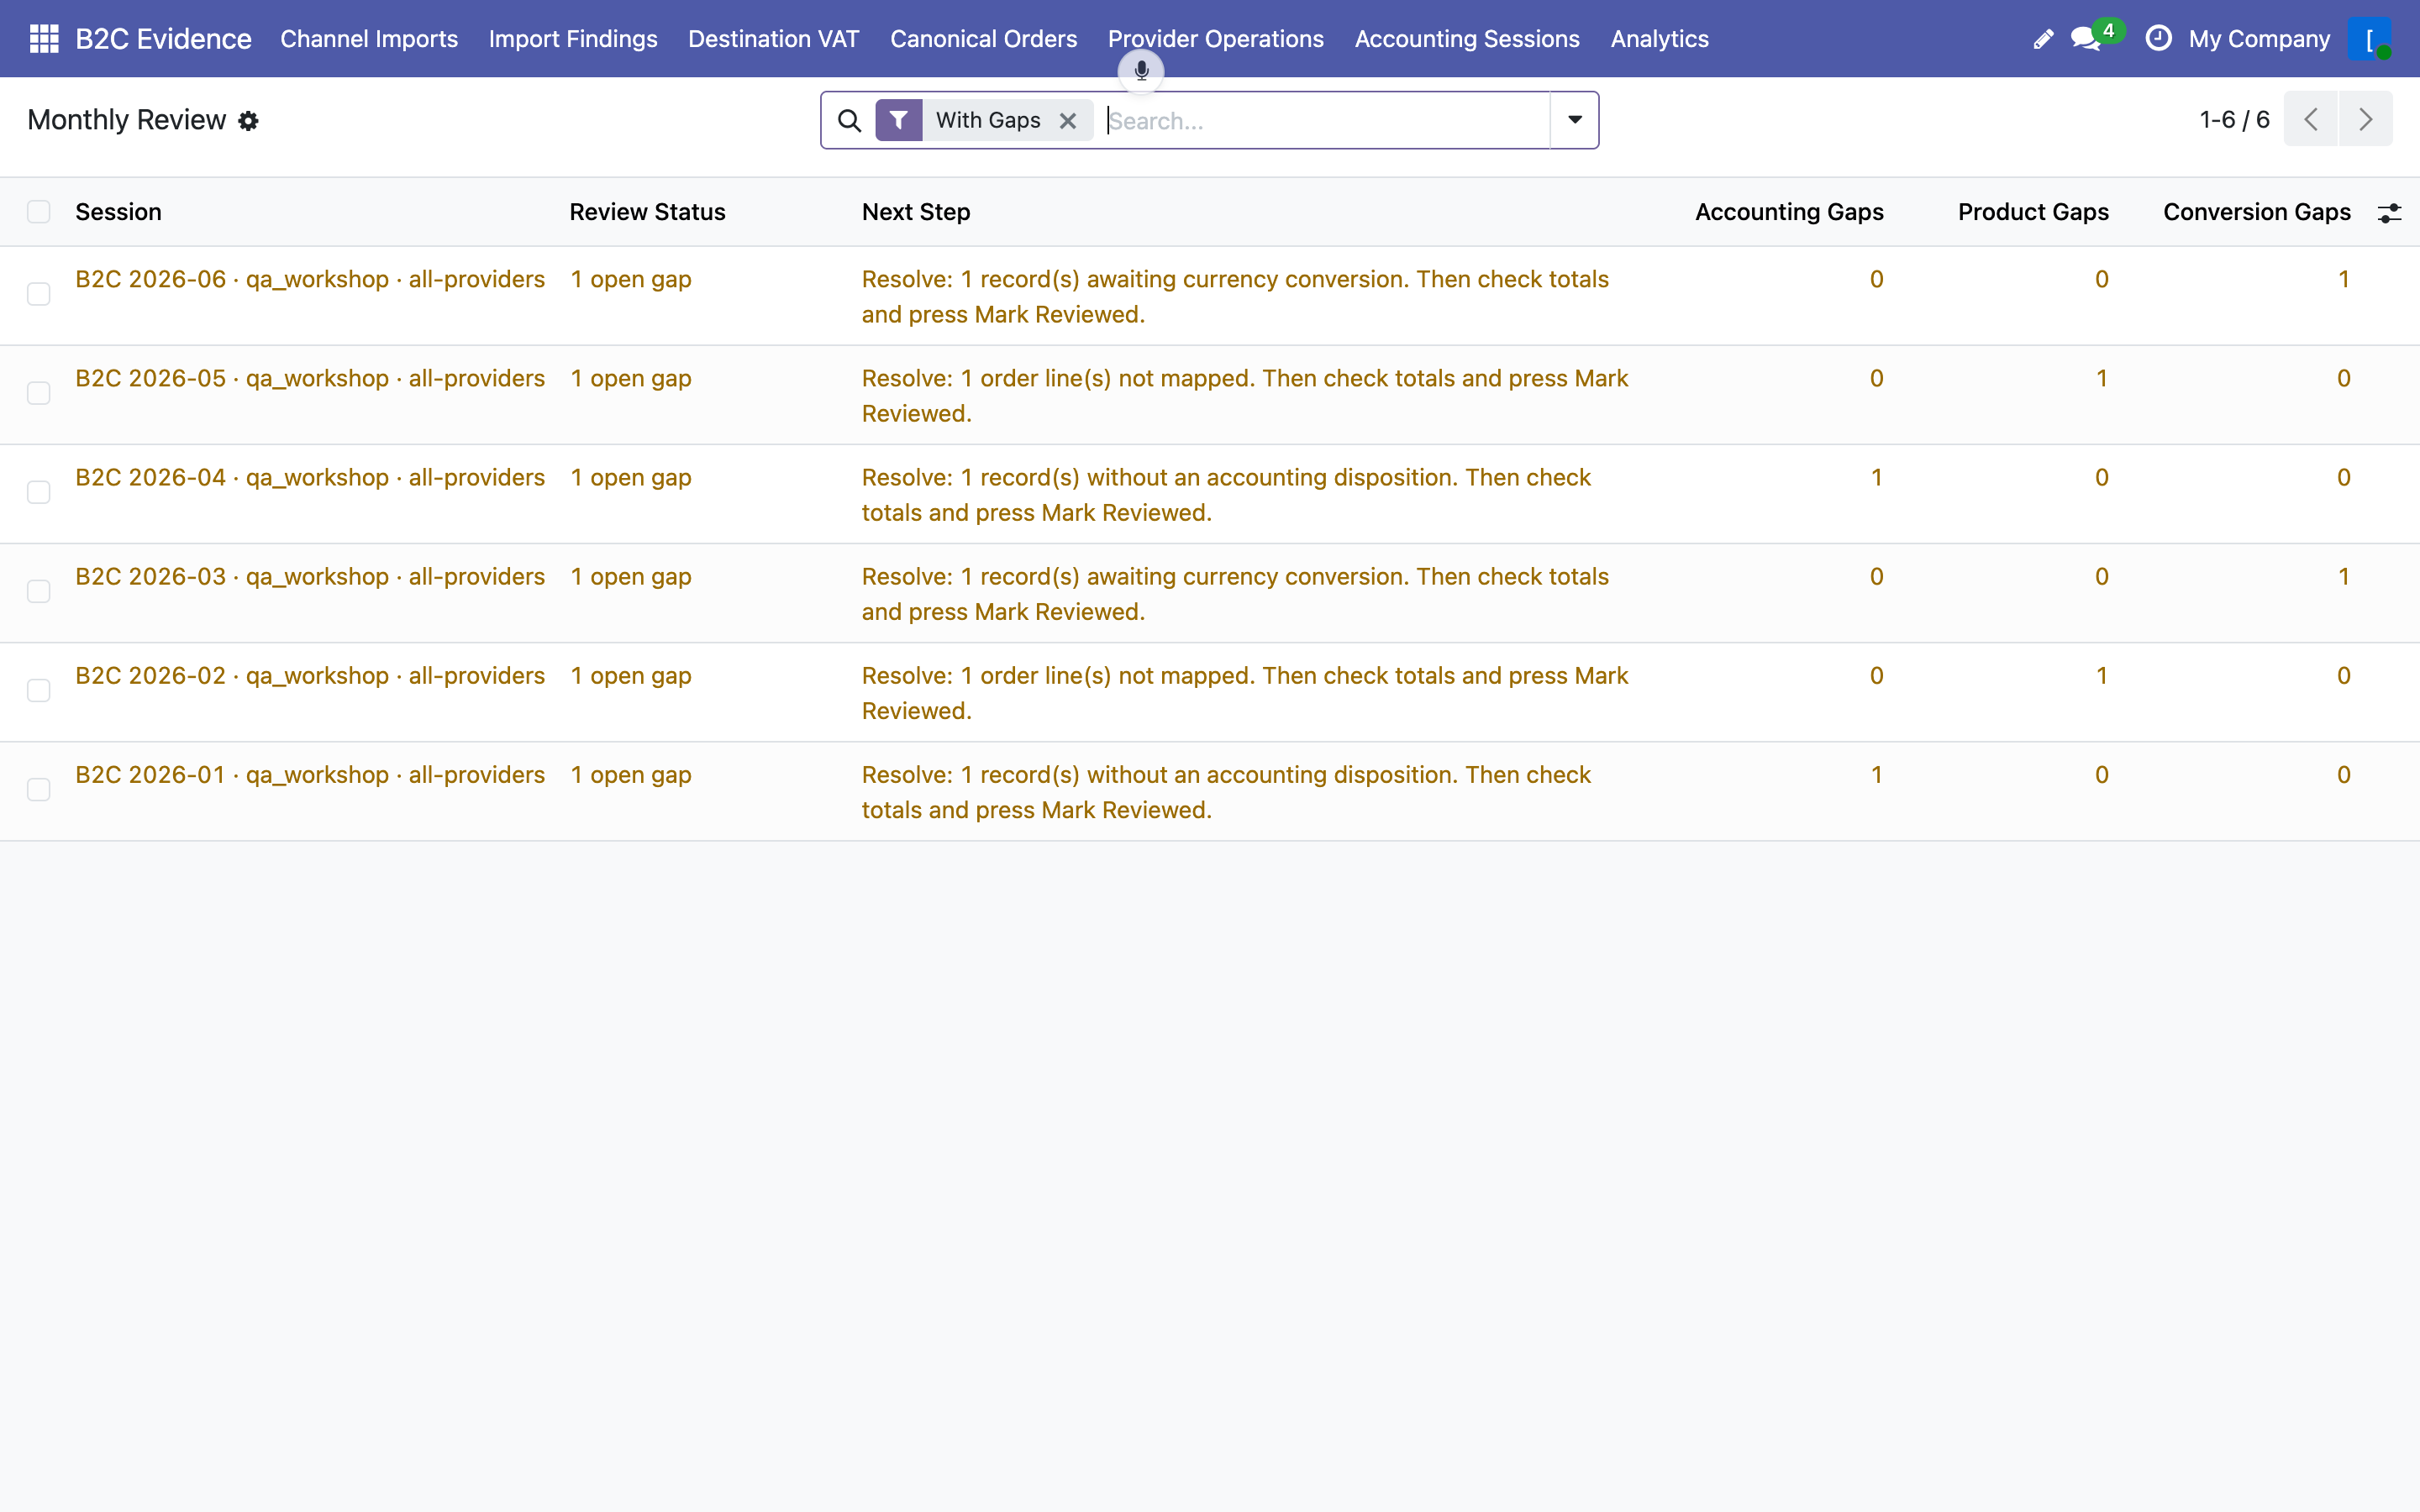 B2C Evidence Channel Imports Import Findings Destination VAT Canonical Orders Provider Operations Accounting Sessions Analytics 4 My Company [
Monthly Review With Gaps Search... 1-6 / 6
Session Review Status Next Step Accounting Gaps Product Gaps Conversion Gaps
B2C 2026-06 · qa_workshop · all-providers 1 open gap Resolve: 1 record(s) awaiting currency conversion. Then check totals 0 0 1
and press Mark Reviewed.
B2C 2026-05 · qa_workshop · all-providers 1 open gap Resolve: 1 order line(s) not mapped. Then check totals and press Mark 0 1 0
Reviewed.
B2C 2026-04 · qa_workshop · all-providers 1 open gap Resolve: 1 record(s) without an accounting disposition. Then check 1 0 0
totals and press Mark Reviewed.
B2C 2026-03 · qa_workshop · all-providers 1 open gap Resolve: 1 record(s) awaiting currency conversion. Then check totals 0 0 1
and press Mark Reviewed.
B2C 2026-02 · qa_workshop · all-providers 1 open gap Resolve: 1 order line(s) not mapped. Then check totals and press Mark 0 1 0
Reviewed.
B2C 2026-01 · qa_workshop · all-providers 1 open gap Resolve: 1 record(s) without an accounting disposition. Then check 1 0 0
totals and press Mark Reviewed.